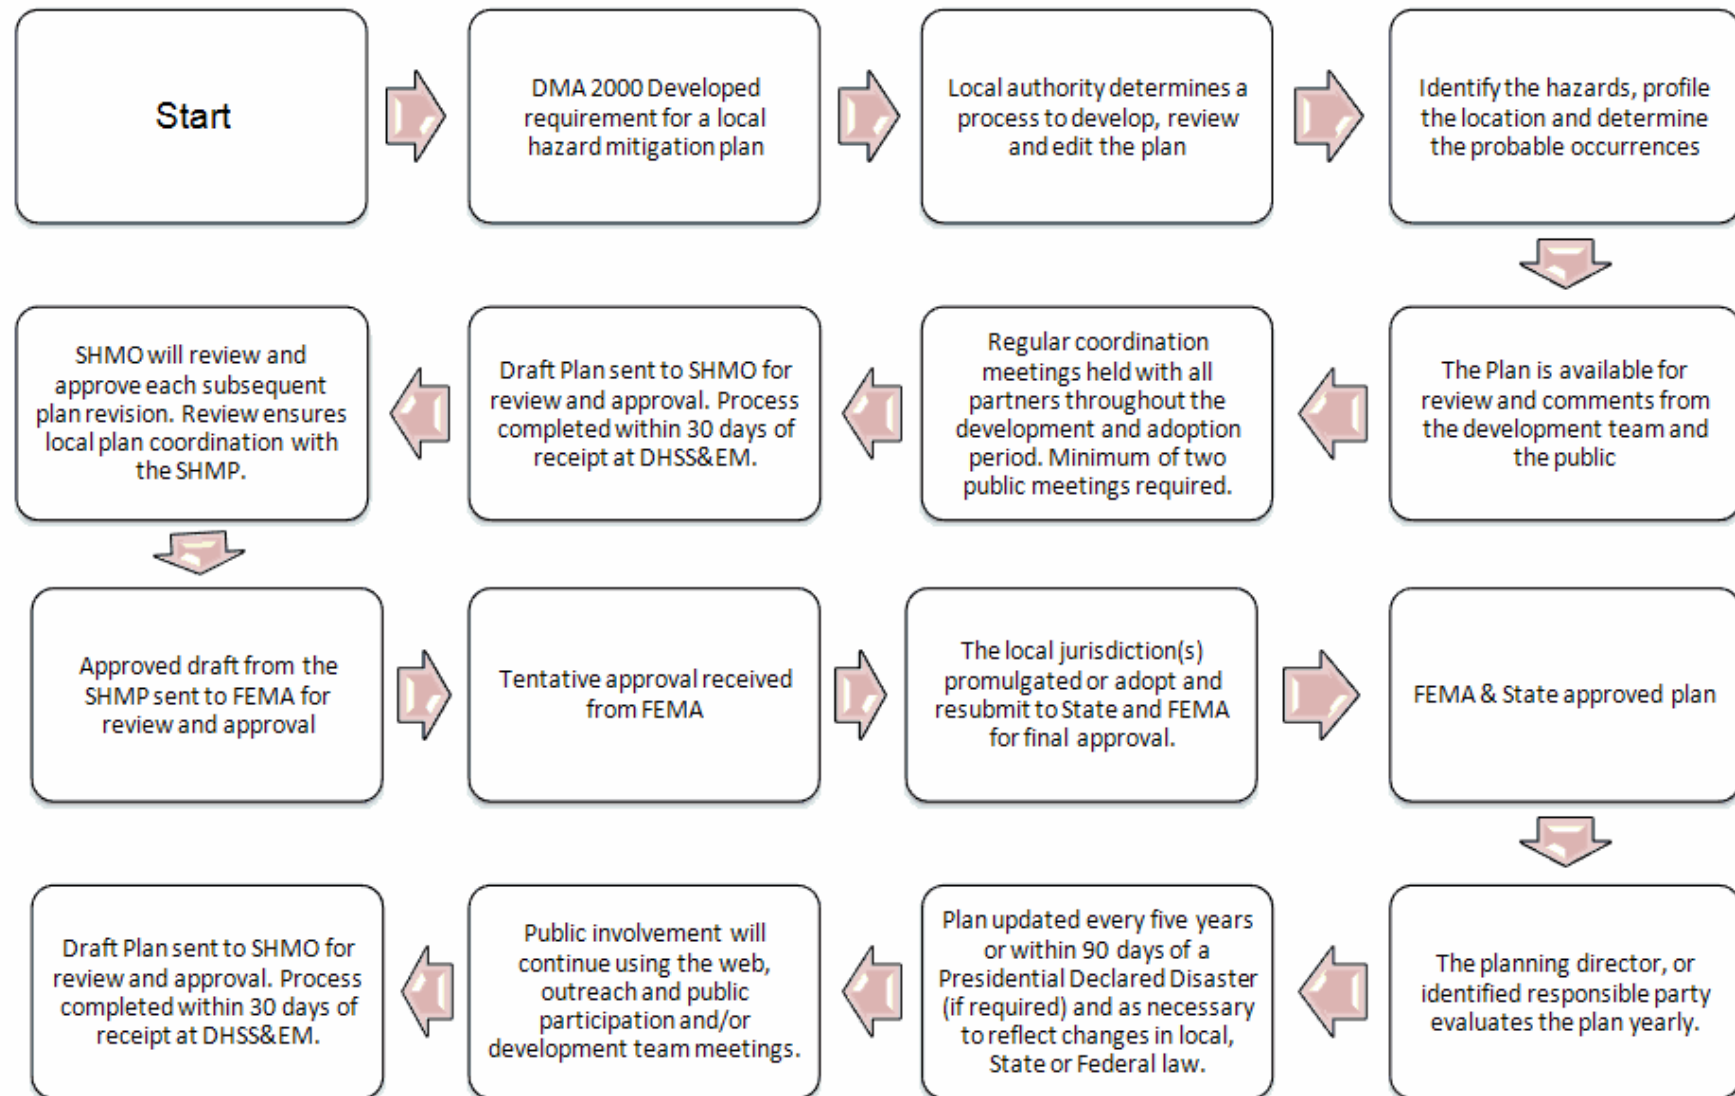 Start
DMA 2000 Developed
requirement for a local
hazard mitigation plan
Local authority determines a
process to develop, review
and edit the plan
Identify the hazards, profile
the location and determine
the probable occurrences
The Plan is available for
review and comments from
the development team and
the public
Regular coordination
meetings held with all
partners throughout the
development and adoption
period. Minimum of two
public meetings required.
Draft Plan sent to SHMO for
review and approval. Process
completed within 30 days of
receipt at DHSS&EM.
SHMO will review and
approve each subsequent
plan revision. Review ensures
local plan coordination with
the SHMP.
Approved draft from the
SHMP sent to FEMA for
review and approval
Tentative approval received
from FEMA
The local jurisdiction(s)
promulgated or adopt and
resubmit to State and FEMA
for final approval.
FEMA & State approved plan
The planning director, or
identified responsible party
evaluates the plan yearly.
Plan updated every five years
or within 90 days of a
Presidential Declared Disaster
(if required) and as necessary
to reflect changes in local,
State or Federal law.
Public involvement will
continue using the web,
outreach and public
participation and/or
development team meetings.
Draft Plan sent to SHMO for
review and approval. Process
completed within 30 days of
receipt at DHSS&EM.